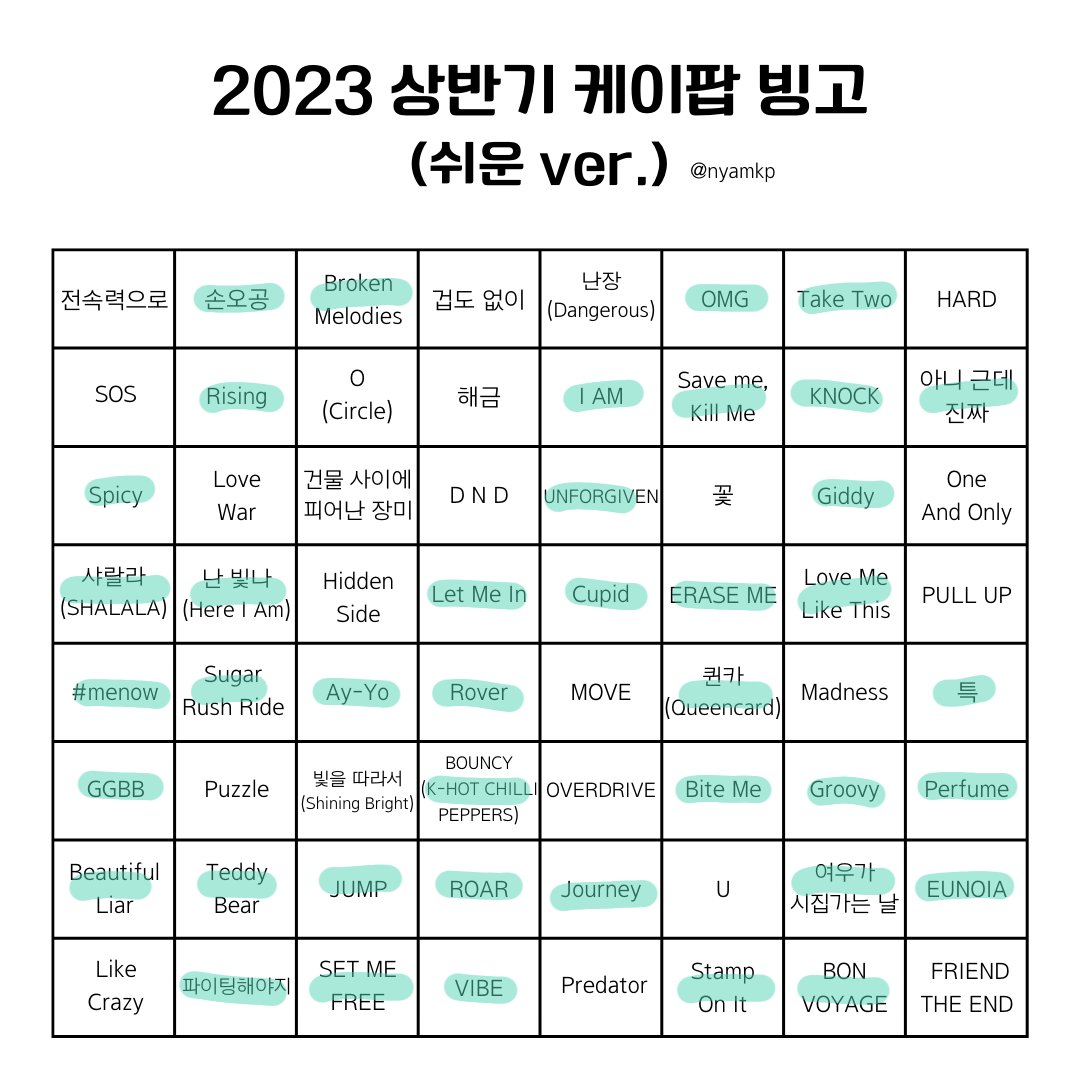 2023 상반기 케이팝 빙고
(쉬운 ver.) @nyamkp
전속력으로
손오공
Broken
Melodies
겁도 없이
난장
(Dangerous)
OMG
Take Two
HARD
SOS
Rising
O
(Circle)
해금
I AM
Save me,
Kill Me
KNOCK
아니 근데
진짜
Spicy
Love
War
건물 사이에
피어난 장미
D N D
UNFORGIVEN
꽃
Giddy
One
And Only
샤랄라
(SHALALA)
난 빛나
(Here I Am)
Hidden
Side
Let Me In
Cupid
ERASE ME
Love Me
Like This
PULL UP
#menow
Sugar
Rush Ride
Ay-Yo
Rover
MOVE
퀸카
(Queencard)
Madness
특
GGBB
Puzzle
빛을 따라서
(Shining Bright)
BOUNCY
(K-HOT CHILLI
PEPPERS)
OVERDRIVE
Bite Me
Groovy
Perfume
Beautiful
Liar
Teddy
Bear
JUMP
ROAR
Journey
U
여우가
시집가는 날
EUNOIA
Like
Crazy
파이팅해야지
SET ME
FREE
VIBE
Predator
Stamp
On It
BON
VOYAGE
FRIEND
THE END